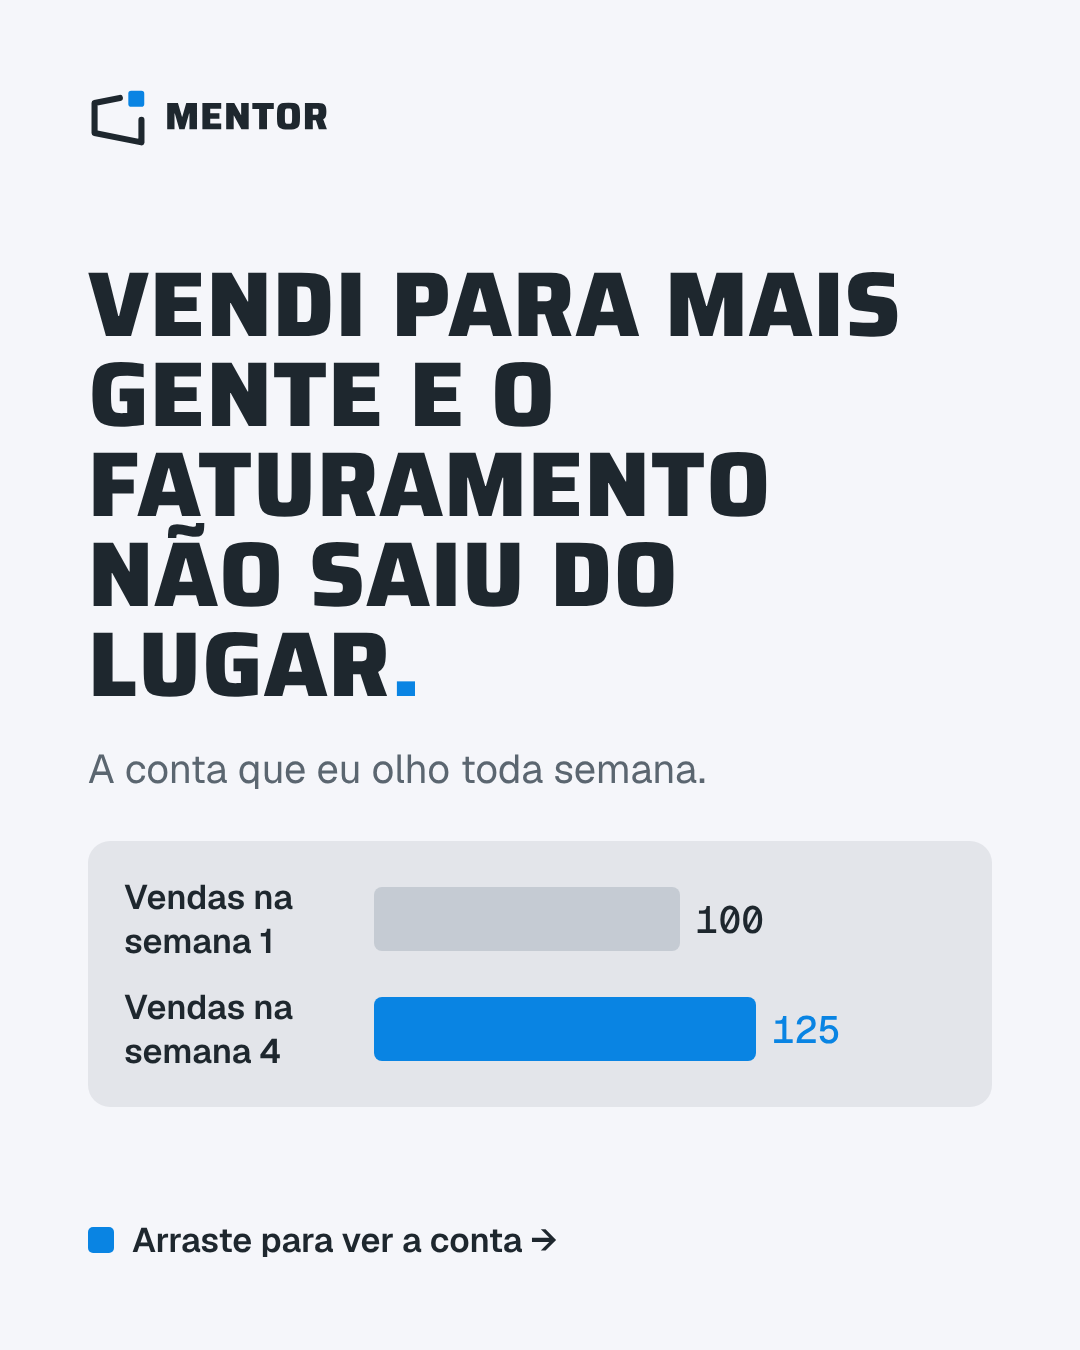 MENTOR
VENDI PARA MAIS
GENTE E O
FATURAMENTO
NÃO SAIU DO
LUGAR.
A conta que eu olho toda semana.
Vendas na
semana 1
100
Vendas na
semana 4
125
Arraste para ver a conta →